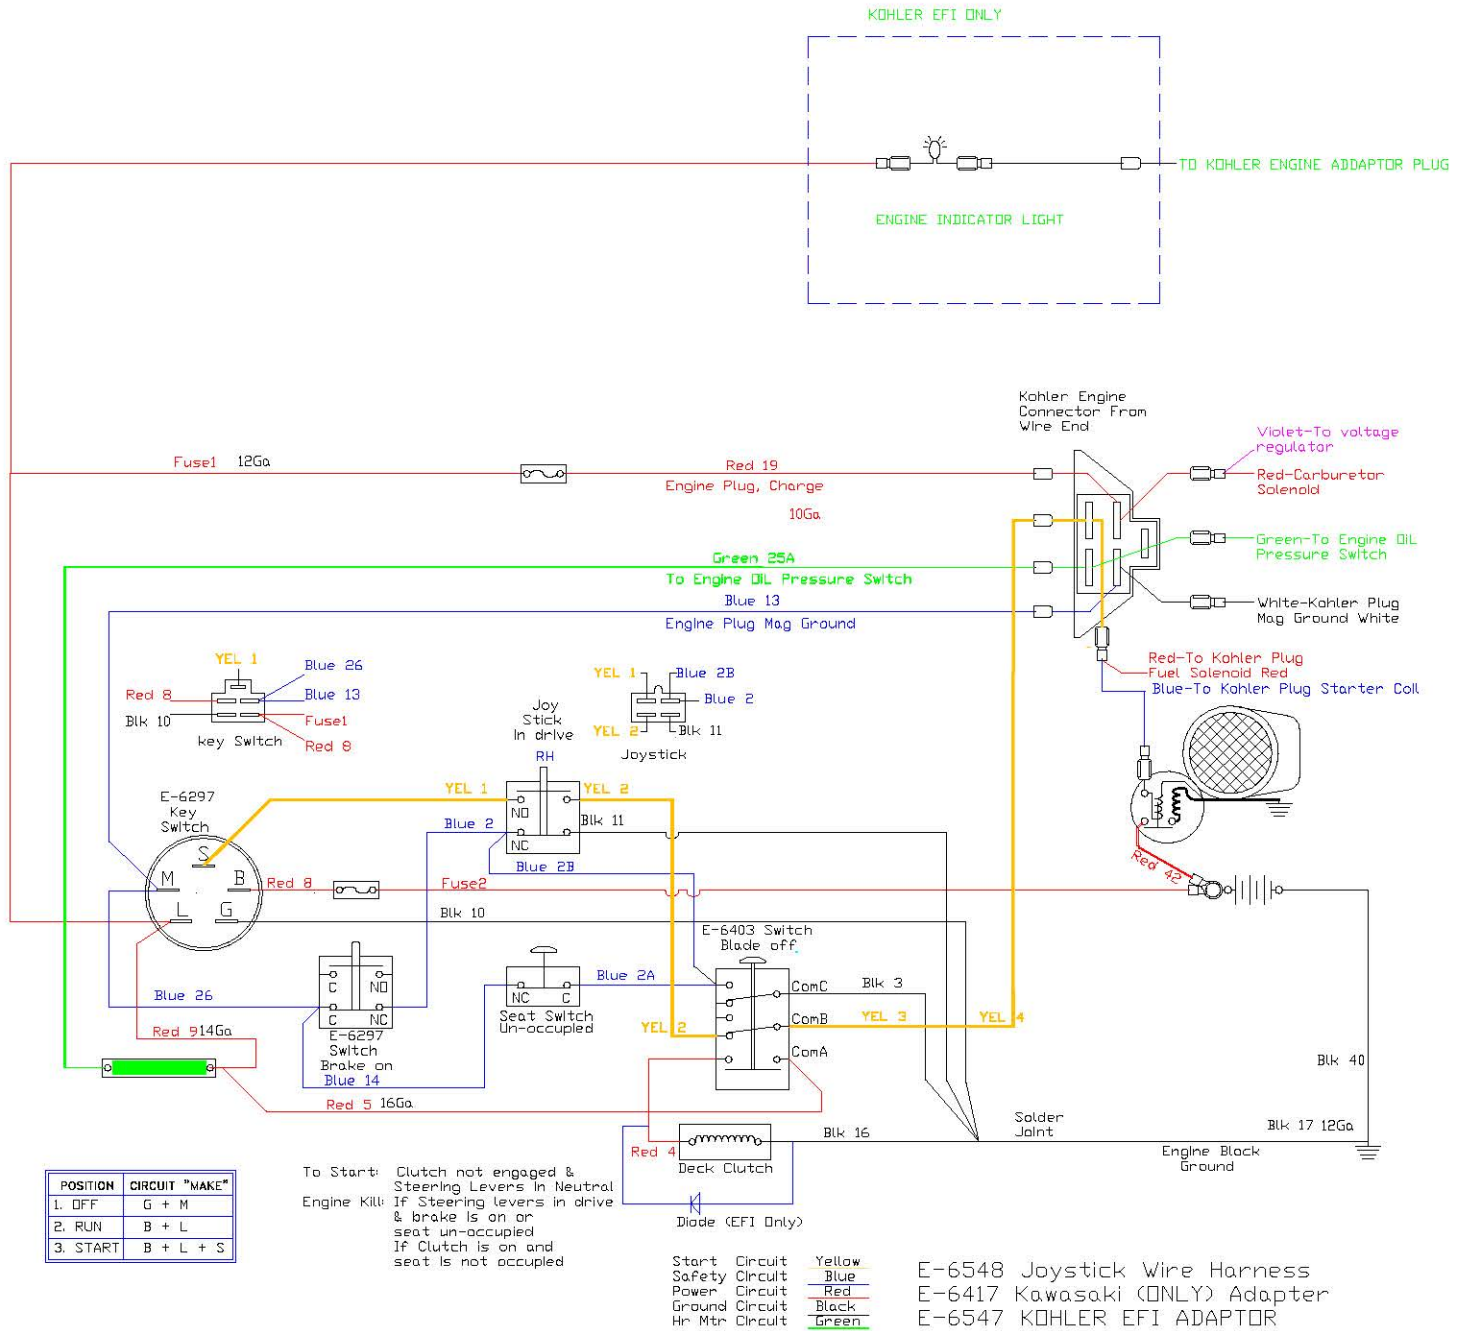 KOHLER EFI ONLY
TO KOHLER ENGINE ADDAPTOR PLUG
ENGINE INDICATOR LIGHT
Kohler Engine
Connector From
Wire End
Violet-To voltage
regulator
Fuse1 12Ga
Red 19
Engine Plug, Charge
Red-Carburetor
Solenoid
10Ga
Green 25A
To Engine OIL Pressure Switch
Green-To Engine OIL
Pressure Switch
Blue 13
Engine Plug Mag Ground
White-Kohler Plug
Mag Ground White
YEL 1
Blue 26
Red 8
Blue 13
Blk 10
Fuse1
Red 8
key Switch
YEL 1
Blue 2B
Blue 2
YEL 2
Blk 11
Joystick
Red-To Kohler Plug
Fuel Solenoid Red
Blue-To Kohler Plug Starter Coil
Joy
Stick
In drive
RH
E-6297
Key
Switch
YEL 1
YEL 2
NO
Blue 2
Blk 11
NC
Blue 2B
S
M
B
L
G
Red 8
Fuse2
Red 42
Blk 10
E-6403 Switch
Blade off
C
NO
C
NC
Blue 26
NC
C
Blue 2A
Seat Switch
Un-occupied
ComC
Blk 3
ComB
YEL 3
YEL 4
YEL 2
ComA
Red 9 14Ga
E-6297
Switch
Brake on
Blue 14
Red 5 16Ga
Blk 40
Solder
Joint
Blk 17 12Ga
Blk 16
Engine Block
Ground
Red 4
Deck Clutch
Diode (EFI Only)
POSITION CIRCUIT "MAKE"
1. OFF G + M
2. RUN B + L
3. START B + L + S
To Start: Clutch not engaged &
Steering Levers In Neutral
Engine Kill: If Steering levers in drive
& brake Is on or
seat un-occupied
If Clutch is on and
seat Is not occupied
Start Circuit Yellow
Safety Circuit Blue
Power Circuit Red
Ground Circuit Black
Hr Mtr Circuit Green
E-6548 Joystick Wire Harness
E-6417 Kawasaki (ONLY) Adapter
E-6547 KOHLER EFI ADAPTOR